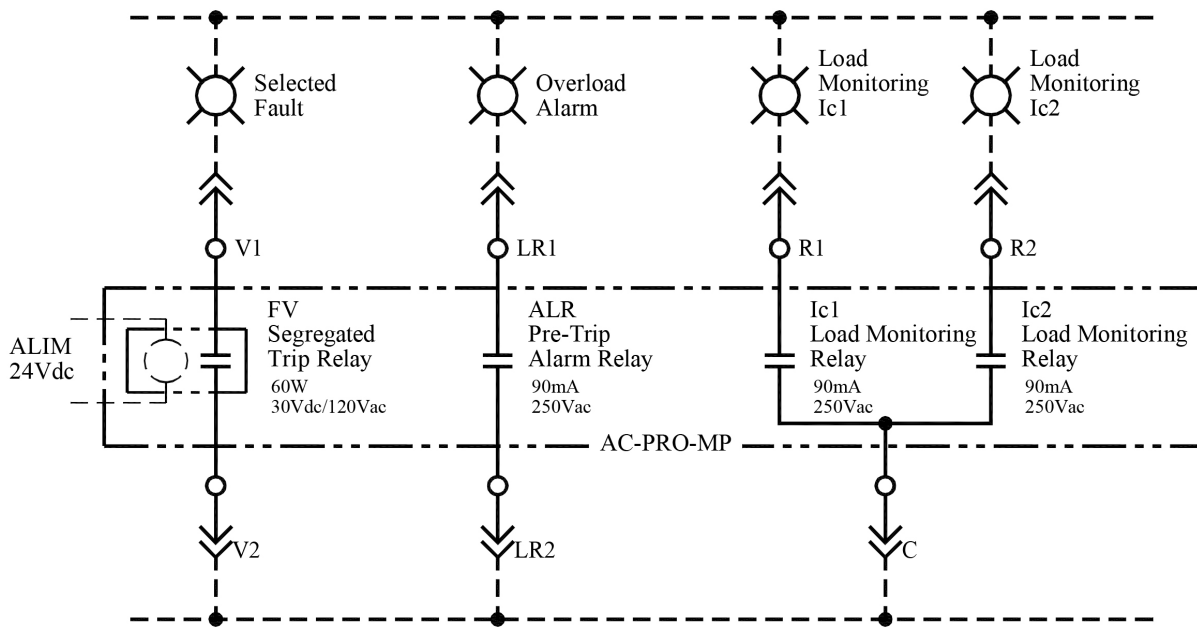 Selected
Fault
Overload
Alarm
Load
Monitoring
Ic1
Load
Monitoring
Ic2
V1
LR1
R1
R2
ALIM
24Vdc
FV
Segregated
Trip Relay
60W
30Vdc/120Vac
ALR
Pre-Trip
Alarm Relay
90mA
250Vac
Ic1
Load Monitoring
Relay
90mA
250Vac
Ic2
Load Monitoring
Relay
90mA
250Vac
AC-PRO-MP
V2
LR2
C